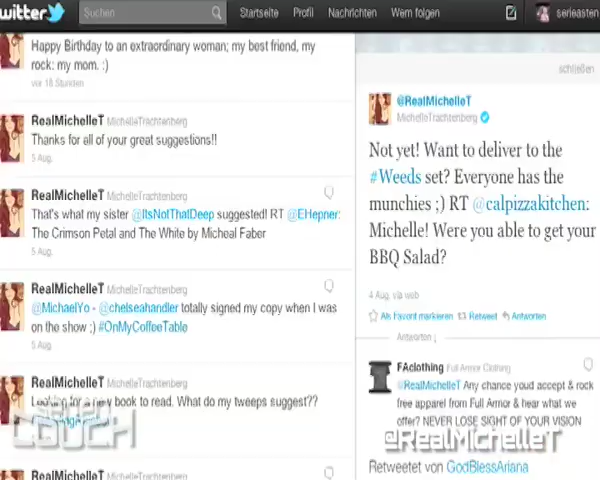 witter
Suchen
Startseite Profil Nachrichten Wem folgen
serieasten
Happy Birthday to an extraordinary woman; my best friend, my
rock: my mom. :)
vor 18 Stunden
RealMichelleT MichelleTrachtenberg
Thanks for all of your great suggestions!!
5 Aug.
RealMichelleT MichelleTrachtenberg
That's what my sister @ItsNotThatDeep suggested! RT @EHepner:
The Crimson Petal and The White by Micheal Faber
5 Aug.
RealMichelleT MichelleTrachtenberg
@MichaelYo - @chelseahandler totally signed my copy when I was
on the show ;) #OnMyCoffeeTable
5 Aug.
RealMichelleT MichelleTrachtenberg
Looking for a new book to read. What do my tweeps suggest??
COUCH
RealMichelleT MichelleTrachtenberg
schließen
@RealMichelleT
MichelleTrachtenberg
Not yet! Want to deliver to the
#Weeds set? Everyone has the
munchies ;) RT @calpizzakitchen:
Michelle! Were you able to get your
BBQ Salad?
4 Aug. via web
Als Favorit markieren Retweet Antworten
Antworten ↓
FAclothing Full Armor Clothing
@RealMichelleT Any chance youd accept & rock
free apparel from Full Armor & hear what we
offer? NEVER LOSE SIGHT OF YOUR VISION
@RealMichelleT
Retweetet von GodBlessAriana